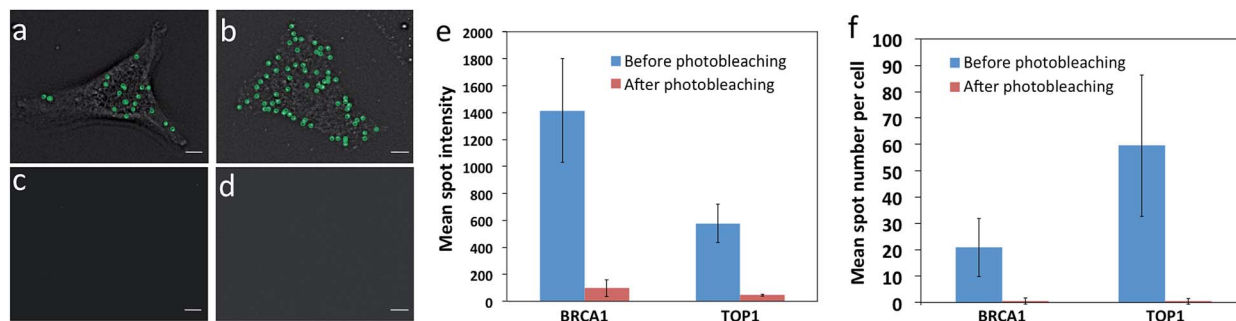 a
b
c
d
e
Mean spot intensity
2000
1800
1600
1400
1200
1000
800
600
400
200
0
Before photobleaching
After photobleaching
BRCA1
TOP1
f
Mean spot number per cell
100
90
80
70
60
50
40
30
20
10
0
Before photobleaching
After photobleaching
BRCA1
TOP1